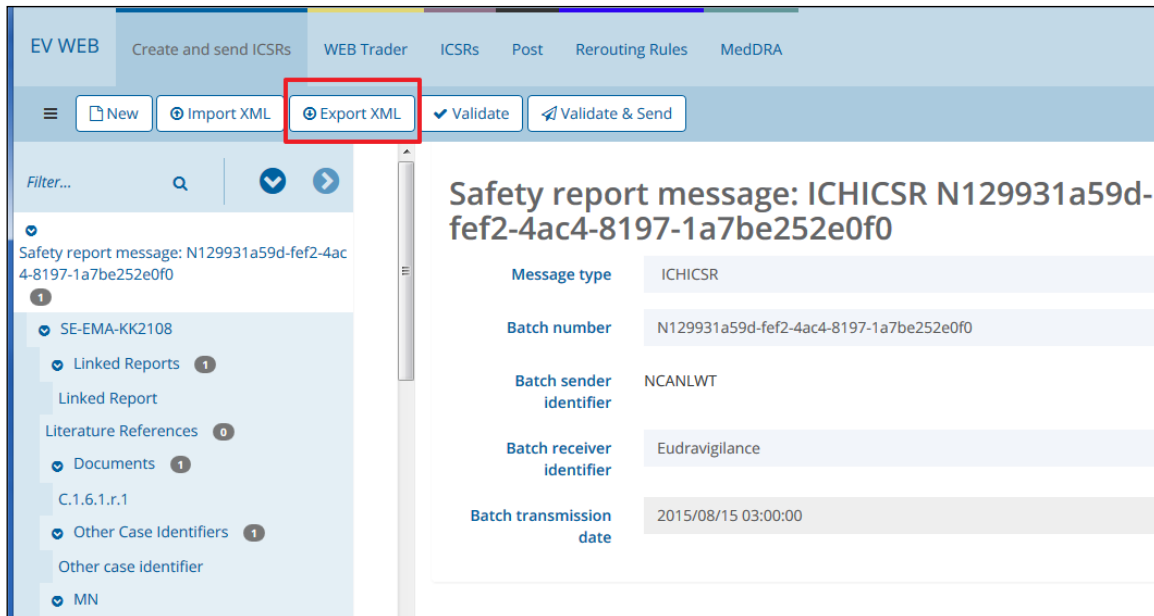 EV WEB
Create and send ICSRs
WEB Trader
ICSRs
Post
Rerouting Rules
MedDRA
New
Import XML
Export XML
Validate
Validate & Send
Filter...
Safety report message: N129931a59d-fef2-4ac
4-8197-1a7be252e0f0
1
SE-EMA-KK2108
Linked Reports 1
Linked Report
Literature References 0
Documents 1
C.1.6.1.r.1
Other Case Identifiers 1
Other case identifier
MN
Safety report message: ICHICSR N129931a59d-
fef2-4ac4-8197-1a7be252e0f0
Message type ICHICSR
Batch number N129931a59d-fef2-4ac4-8197-1a7be252e0f0
Batch sender
identifier
NCANLWT
Batch receiver
identifier
Eudravigilance
Batch transmission
date
2015/08/15 03:00:00